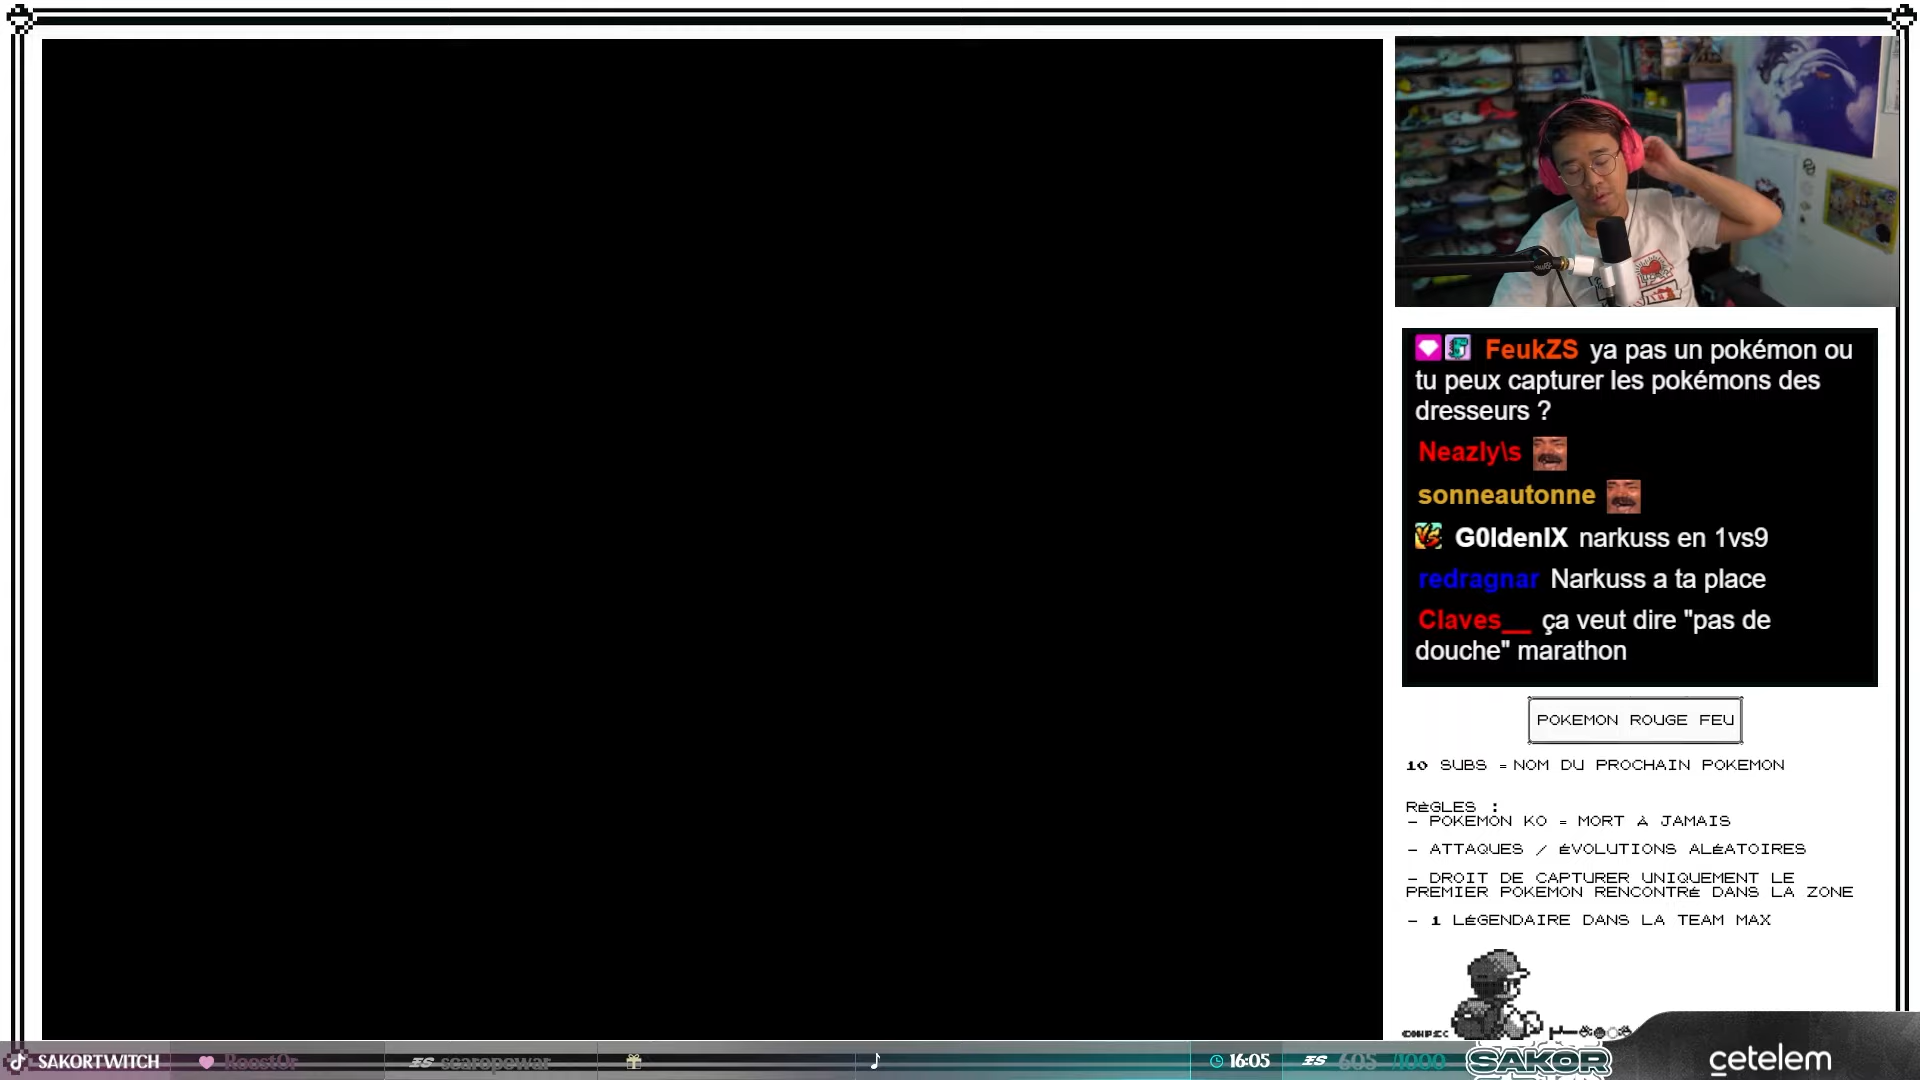 FeukZS ya pas un pokémon ou
tu peux capturer les pokémons des
dresseurs ?
Neazly\s
sonneautonne
G0ldenIX narkuss en 1vs9
redragnar Narkuss a ta place
Claves__ ça veut dire "pas de
douche" marathon
POKEMON ROUGE FEU
10 SUBS = NOM DU PROCHAIN POKEMON
RÈGLES :
- POKEMON KO = MORT À JAMAIS
- ATTAQUES / ÉVOLUTIONS ALÉATOIRES
- DROIT DE CAPTURER UNIQUEMENT LE
PREMIER POKEMON RENCONTRÉ DANS LA ZONE
- 1 LÉGENDAIRE DANS LA TEAM MAX
SAKORTWITCH
16:05
605 /1000
SAKOR
cetelem